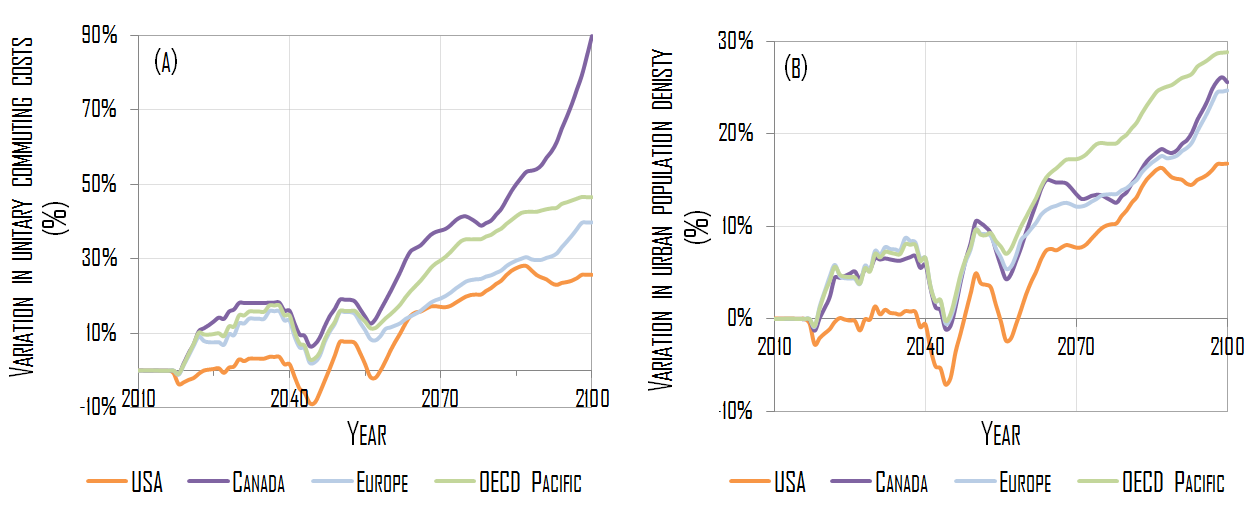 (A)
VARIATION IN UNITARY COMMUTING COSTS
(%)
90%
70%
50%
30%
10%
-10%
2010 2040 2070 2100
YEAR
USA CANADA EUROPE OECD PACIFIC
(B)
VARIATION IN URBAN POPULATION DENISTY
(%)
30%
20%
10%
0%
-10%
2010 2040 2070 2100
YEAR
USA CANADA EUROPE OECD PACIFIC